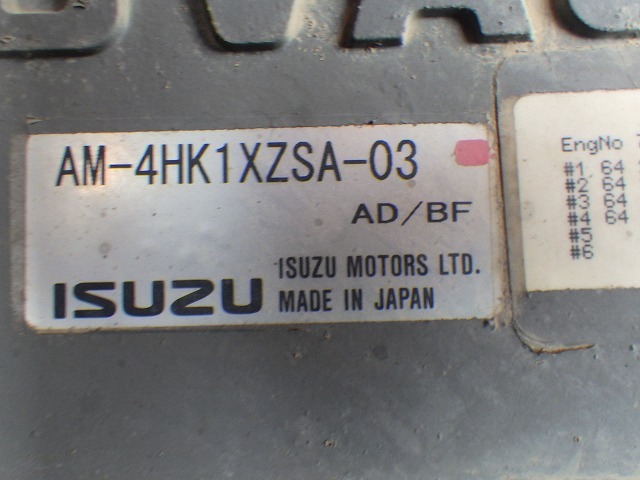 AM-4HK1XZSA-03
AD/BF
ISUZU
ISUZU MOTORS LTD.
MADE IN JAPAN
EngNo
#1 64
#2 64
#3 64
#4 64
#5
#6